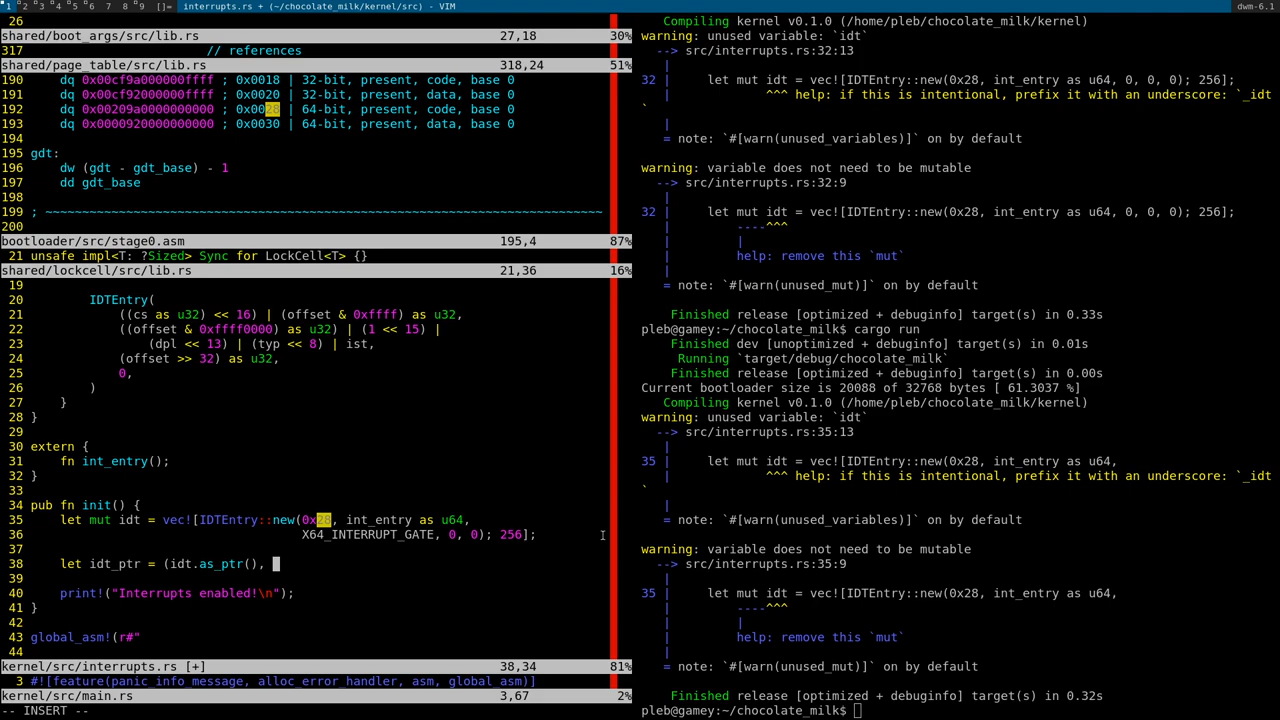 1 2 3 4 5 6 7 8 9 []= interrupts.rs + (~/chocolate_milk/kernel/src) - VIM dwm-6.1
26
shared/boot_args/src/lib.rs 27,18 30%
317 // references
shared/page_table/src/lib.rs 318,24 51%
190 dq 0x00cf9a000000ffff ; 0x0018 | 32-bit, present, code, base 0
191 dq 0x00cf92000000ffff ; 0x0020 | 32-bit, present, data, base 0
192 dq 0x00209a0000000000 ; 0x0028 | 64-bit, present, code, base 0
193 dq 0x0000920000000000 ; 0x0030 | 64-bit, present, data, base 0
194
195 gdt:
196 dw (gdt - gdt_base) - 1
197 dd gdt_base
198
199 ; ~~~~~~~~~~~~~~~~~~~~~~~~~~~~~~~~~~~~~~~~~~~~~~~~~~~~~~~~~~~~~~~~~~~~~~~~~~~~
200
bootloader/src/stage0.asm 195,4 87%
21 unsafe impl<T: ?Sized> Sync for LockCell<T> {}
shared/lockcell/src/lib.rs 21,36 16%
19
20 IDTEntry(
21 ((cs as u32) << 16) | (offset & 0xffff) as u32,
22 ((offset & 0xffff0000) as u32) | (1 << 15) |
23 (dpl << 13) | (typ << 8) | ist,
24 (offset >> 32) as u32,
25 0,
26 )
27 }
28 }
29
30 extern {
31 fn int_entry();
32 }
33
34 pub fn init() {
35 let mut idt = vec![IDTEntry::new(0x28, int_entry as u64,
36 X64_INTERRUPT_GATE, 0, 0); 256];
37
38 let idt_ptr = (idt.as_ptr(),
39
40 print!("Interrupts enabled!\n");
41 }
42
43 global_asm!(r#"
44
kernel/src/interrupts.rs [+] 38,34 81%
3 #![feature(panic_info_message, alloc_error_handler, asm, global_asm)]
kernel/src/main.rs 3,67 2%
-- INSERT --
Compiling kernel v0.1.0 (/home/pleb/chocolate_milk/kernel)
warning: unused variable: `idt`
--> src/interrupts.rs:32:13
|
32 | let mut idt = vec![IDTEntry::new(0x28, int_entry as u64, 0, 0, 0); 256];
| ^^^ help: if this is intentional, prefix it with an underscore: `_idt
`
|
= note: `#[warn(unused_variables)]` on by default
warning: variable does not need to be mutable
--> src/interrupts.rs:32:9
|
32 | let mut idt = vec![IDTEntry::new(0x28, int_entry as u64, 0, 0, 0); 256];
| ----^^^
| |
| help: remove this `mut`
|
= note: `#[warn(unused_mut)]` on by default
Finished release [optimized + debuginfo] target(s) in 0.33s
pleb@gamey:~/chocolate_milk$ cargo run
Finished dev [unoptimized + debuginfo] target(s) in 0.01s
Running `target/debug/chocolate_milk`
Finished release [optimized + debuginfo] target(s) in 0.00s
Current bootloader size is 20088 of 32768 bytes [ 61.3037 %]
Compiling kernel v0.1.0 (/home/pleb/chocolate_milk/kernel)
warning: unused variable: `idt`
--> src/interrupts.rs:35:13
|
35 | let mut idt = vec![IDTEntry::new(0x28, int_entry as u64,
| ^^^ help: if this is intentional, prefix it with an underscore: `_idt
`
|
= note: `#[warn(unused_variables)]` on by default
warning: variable does not need to be mutable
--> src/interrupts.rs:35:9
|
35 | let mut idt = vec![IDTEntry::new(0x28, int_entry as u64,
| ----^^^
| |
| help: remove this `mut`
|
= note: `#[warn(unused_mut)]` on by default
Finished release [optimized + debuginfo] target(s) in 0.32s
pleb@gamey:~/chocolate_milk$